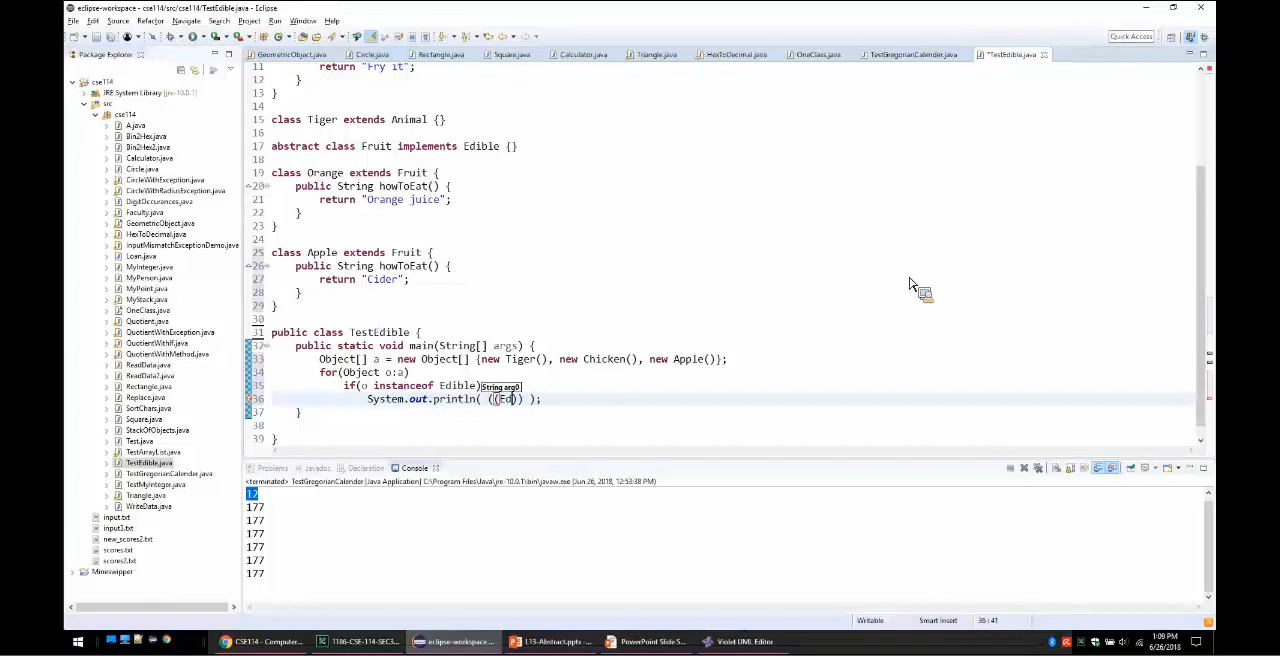 eclipse-workspace - cse114/src/cse114/TestEdible.java - Eclipse
File Edit Source Refactor Navigate Search Project Run Window Help
Quick Access
Package Explorer
GeometricObject.java Circle.java Rectangle.java Square.java Calculator.java Triangle.java HexToDecimal.java OneClass.java TestGregorianCalender.java *TestEdible.java
cse114
JRE System Library [jre-10.0.1]
src
cse114
A.java
Bin2Hex.java
Bin2Hex2.java
Calculator.java
Circle.java
CircleWithException.java
CircleWithRadiusException.java
DigitOccurances.java
Faculty.java
GeometricObject.java
HexToDecimal.java
InputMismatchExceptionDemo.java
Loan.java
MyInteger.java
MyPerson.java
MyPoint.java
MyStack.java
OneClass.java
Quotient.java
QuotientWithException.java
QuotientWithIf.java
QuotientWithMethod.java
ReadData.java
Rectangle.java
Replace.java
SortChars.java
Square.java
StackOfObjects.java
Test.java
TestArrayList.java
TestEdible.java
TestGregorianCalender.java
TestMyInteger.java
Triangle.java
WriteData.java
input.txt
input3.txt
new_scores2.txt
scores.txt
scores2.txt
Mineswipper
11 return "Fry it";
12 }
13 }
14
15 class Tiger extends Animal {}
16
17 abstract class Fruit implements Edible {}
18
19 class Orange extends Fruit {
20 public String howToEat() {
21 return "Orange juice";
22 }
23 }
24
25 class Apple extends Fruit {
26 public String howToEat() {
27 return "Cider";
28 }
29 }
30
31 public class TestEdible {
32 public static void main(String[] args) {
33 Object[] a = new Object[] {new Tiger(), new Chicken(), new Apple()};
34 for(Object o:a)
35 if(o instanceof Edible)
String arg0
36 System.out.println( ((Ed)) );
37 }
38
39 }
Problems Javadoc Declaration Console
<terminated> TestGregorianCalender [Java Application] C:\Program Files\Java\jre-10.0.1\bin\javaw.exe (Jun 26, 2018, 12:53:38 PM)
12
177
177
177
177
177
177
Writable Smart Insert 36 : 41
CSE114 - Computer... 1186-CSE-114-SEC3... eclipse-workspace ... L13-Abstract.ppts -... PowerPoint Slide S... Violet UML Editor
1:09 PM
6/26/2018